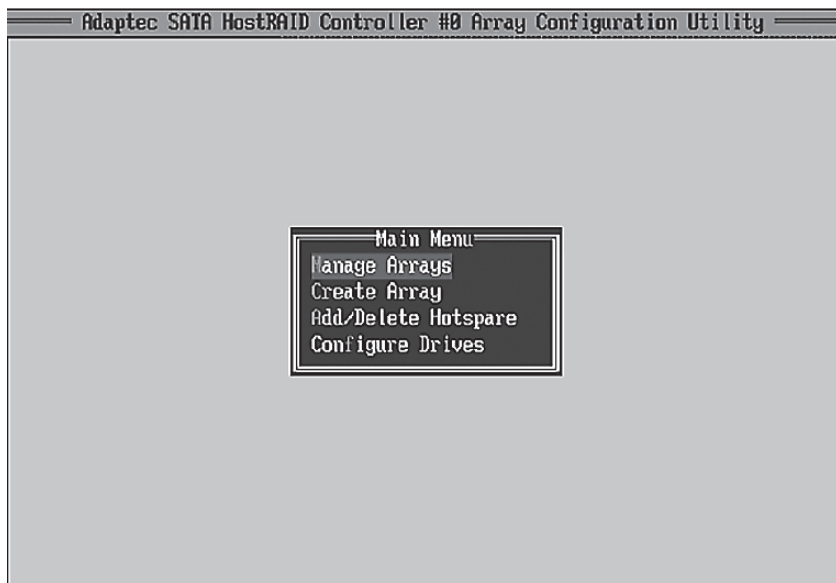 Adaptec SATA HostRAID Controller #0 Array Configuration Utility
Main Menu
Manage Arrays
Create Array
Add/Delete Hotspare
Configure Drives